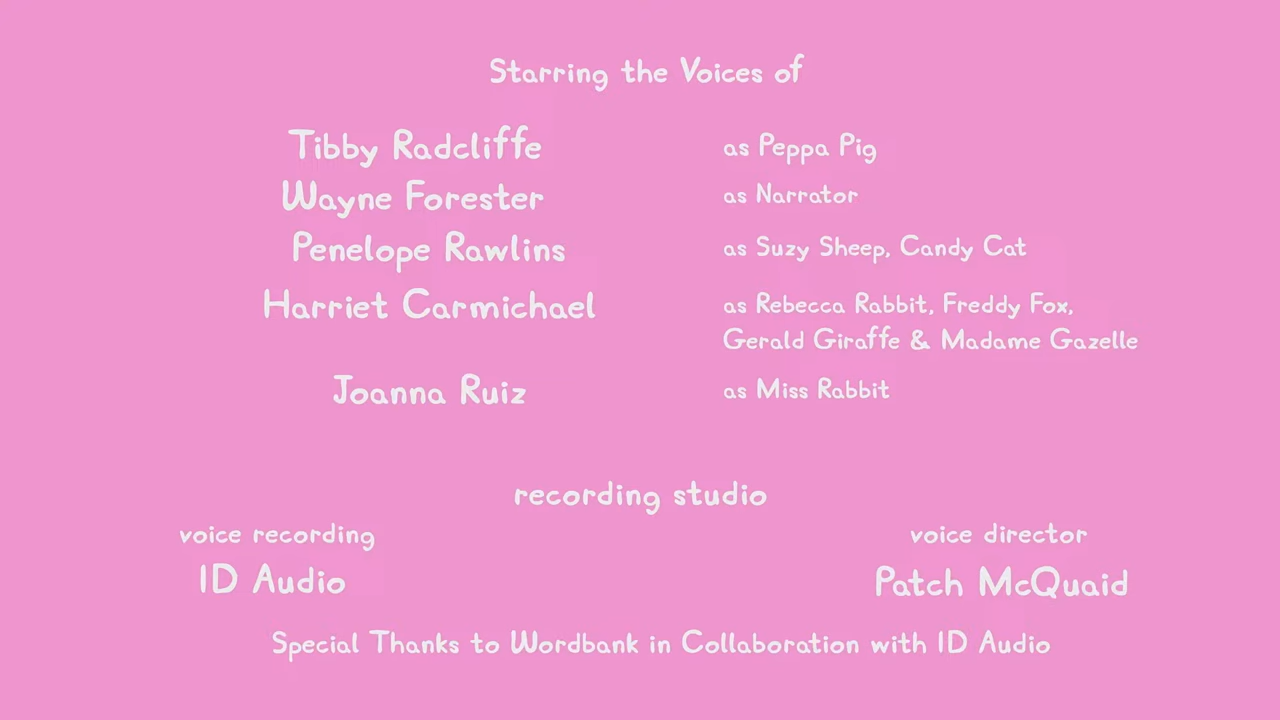 Starring the Voices of
Tibby Radcliffe as Peppa Pig
Wayne Forester as Narrator
Penelope Rawlins as Suzy Sheep, Candy Cat
Harriet Carmichael as Rebecca Rabbit, Freddy Fox,
Gerald Giraffe & Madame Gazelle
Joanna Ruiz as Miss Rabbit
recording studio
voice recording voice director
ID Audio Patch McQuaid
Special Thanks to Wordbank in Collaboration with ID Audio